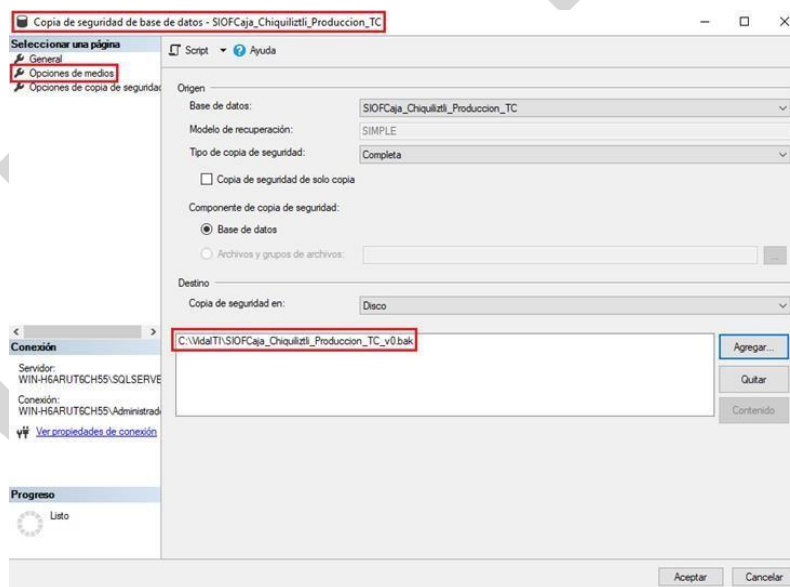 Copia de seguridad de base de datos - SIOFCaja_Chiquiliztli_Produccion_TC
Seleccionar una página
General
Opciones de medios
Opciones de copia de seguridad
Script
Ayuda
Origen
Base de datos:
SIOFCaja_Chiquiliztli_Produccion_TC
Modelo de recuperación:
SIMPLE
Tipo de copia de seguridad:
Completa
Copia de seguridad de solo copia
Componente de copia de seguridad:
Base de datos
Archivos y grupos de archivos:
...
Destino
Copia de seguridad en:
Disco
C:\VidalTI\SIOFCaja_Chiquiliztli_Produccion_TC_v0.bak
Agregar...
Quitar
Contenido
Conexión
Servidor:
WIN-H6ARUT6CH55\SQLSERVE
Conexión:
WIN-H6ARUT6CH55\Administrad
Ver propiedades de conexión
Progreso
Listo
Aceptar
Cancelar